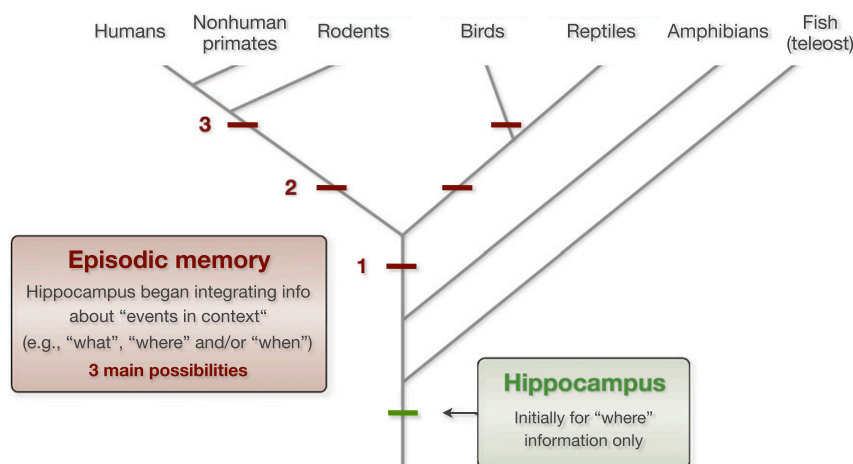 Humans
Nonhuman
primates
Rodents
Birds
Reptiles
Amphibians
Fish
(teleost)
3
2
1
Episodic memory
Hippocampus began integrating info
about “events in context“
(e.g., “what”, “where” and/or “when”)
3 main possibilities
Hippocampus
Initially for “where”
information only